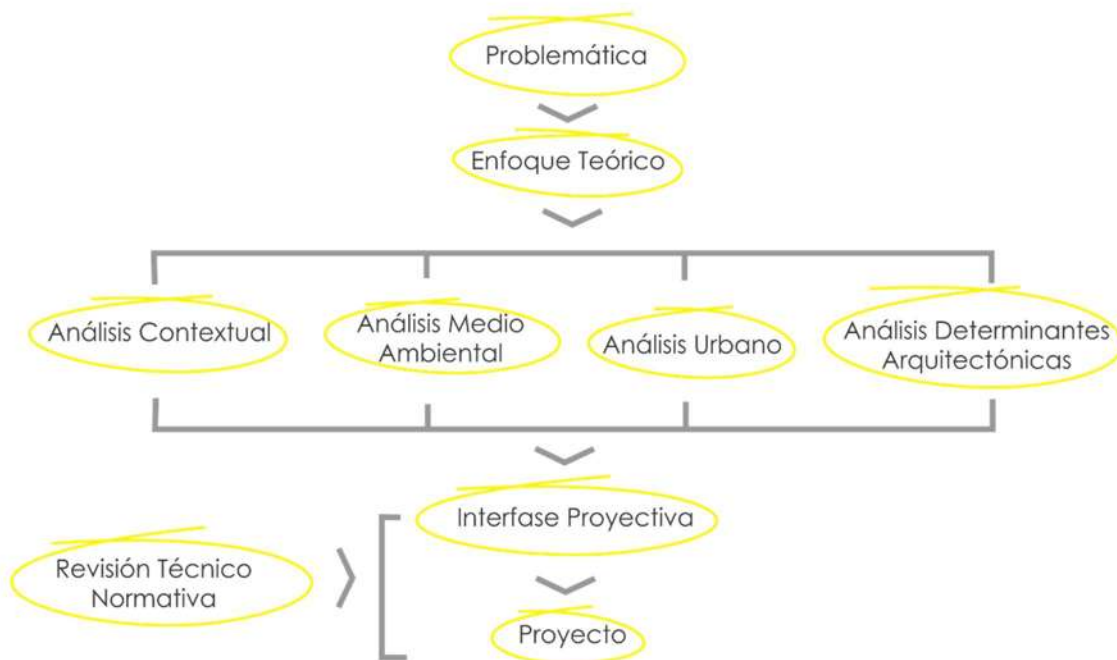 Problemática
Enfoque Teórico
Análisis Contextual
Análisis Medio
Ambiental
Análisis Urbano
Análisis Determinantes
Arquitectónicas
Interfase Proyectiva
Revisión Técnico
Normativa
Proyecto